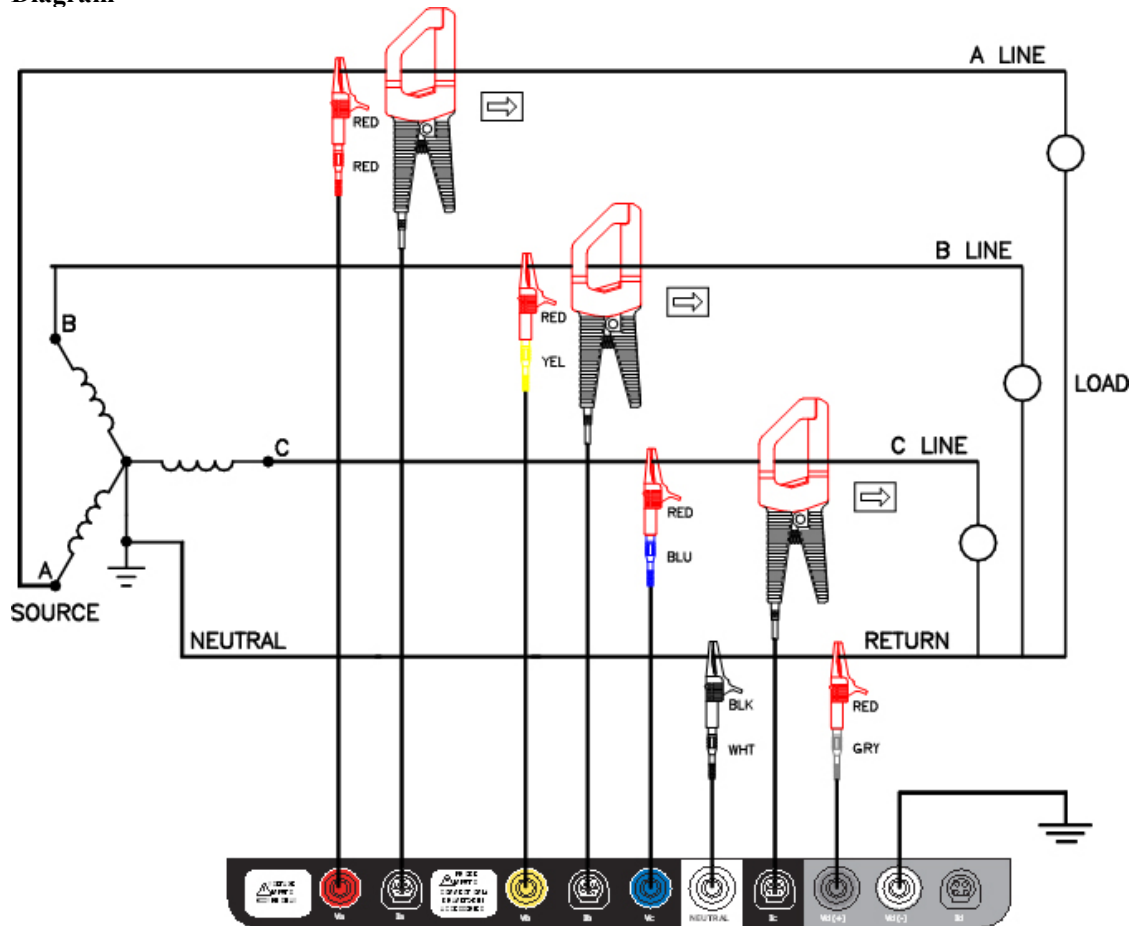 Diagram
A LINE
RED
RED
B LINE
B
RED
YEL
LOAD
C
C LINE
RED
BLU
A
SOURCE
NEUTRAL
RETURN
BLK
RED
WHT
GRY
Va
Ia
Vb
Ib
Vc
NEUTRAL
Ic
Vd(+)
Vd(-)
Id